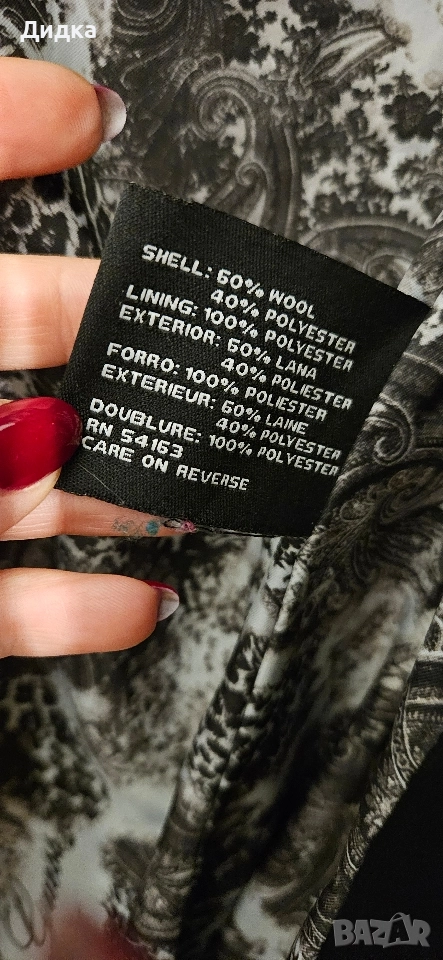 Дидка
SHELL: 60% WOOL
40% POLYESTER
LINING: 100% POLYESTER
EXTERIOR: 60% LANA
40% POLIESTER
FORRO: 100% POLIESTER
EXTERIEUR: 60% LAINE
40% POLYESTER
DOUBLURE: 100% POLYESTER
RN 54163
CARE ON REVERSE
BAZAR